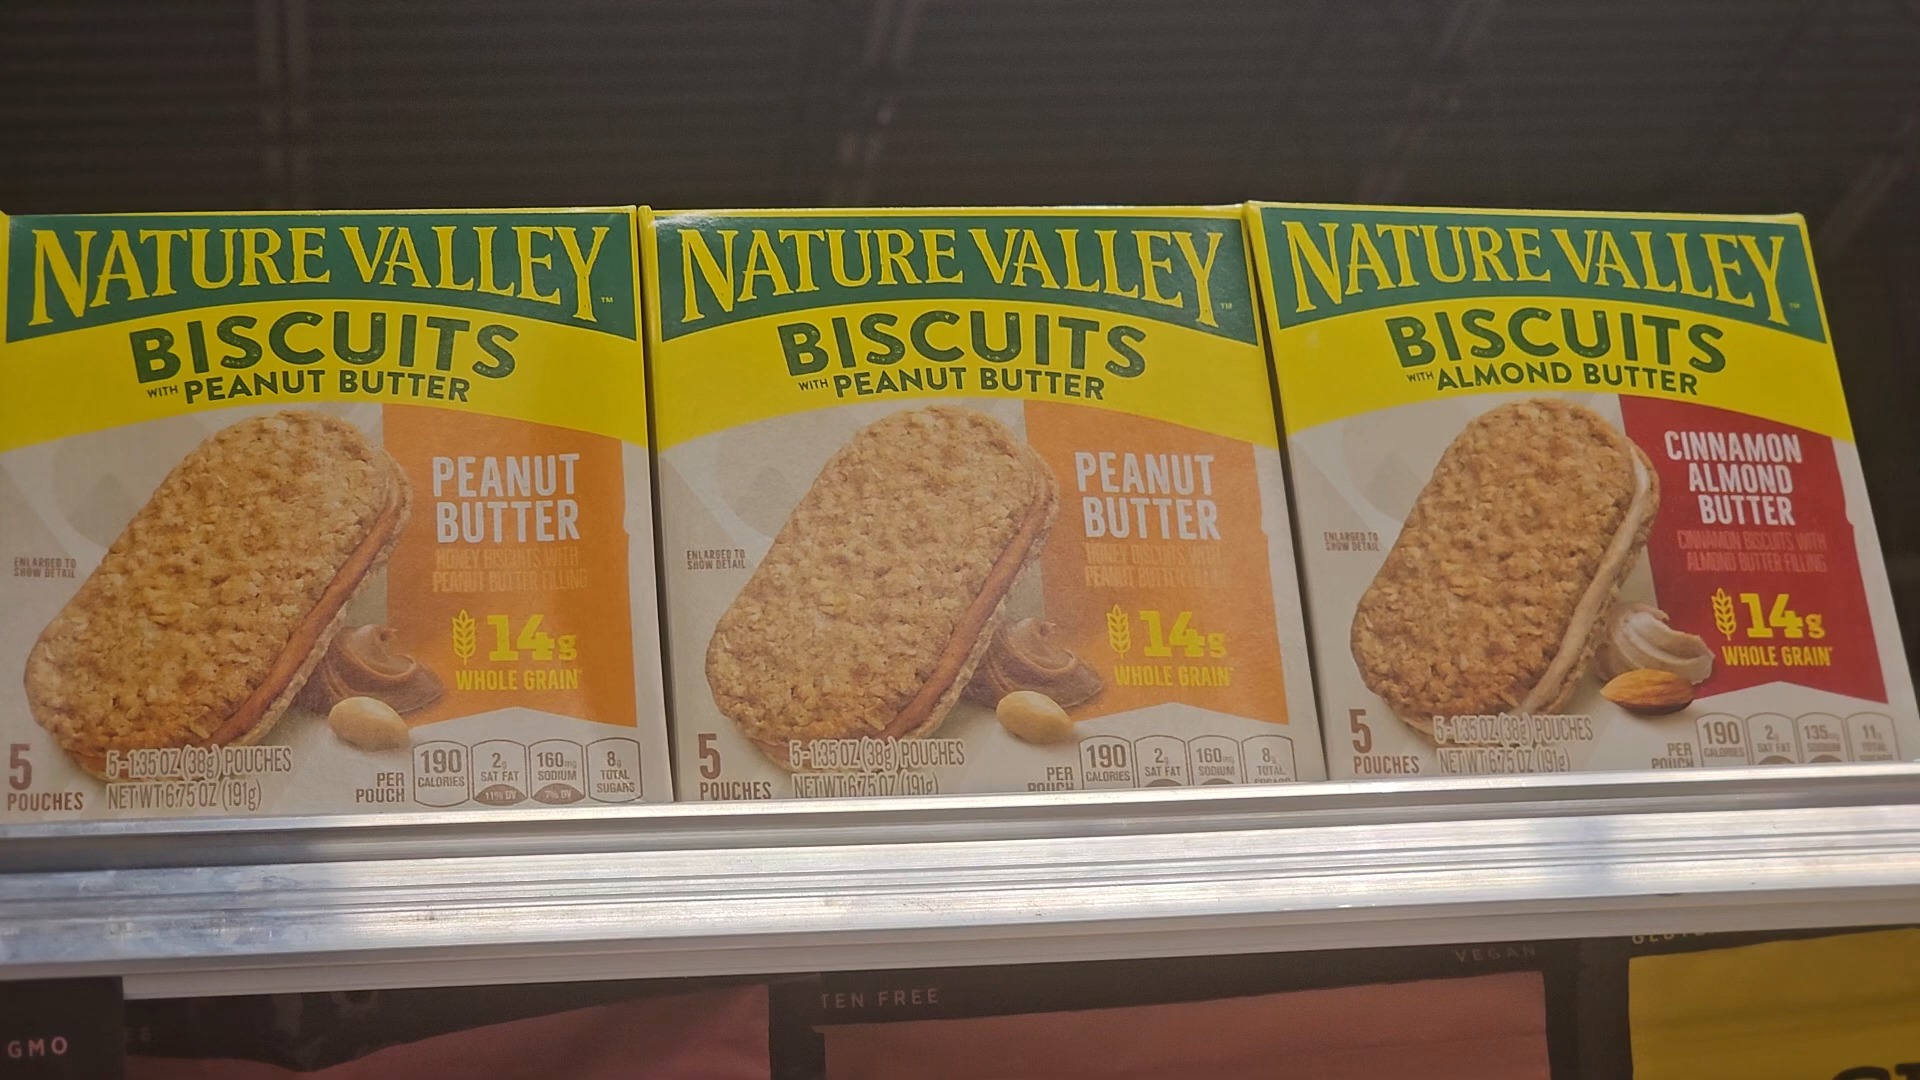 NATURE VALLEY™
BISCUITS
WITH PEANUT BUTTER
PEANUT
BUTTER
HONEY BISCUITS WITH
PEANUT BUTTER FILLING
ENLARGED TO
SHOW DETAIL
14g
WHOLE GRAIN*
5
POUCHES
5-1.35 OZ (38g) POUCHES
NET WT 6.75 OZ (191g)
PER
POUCH
190
CALORIES
2g
SAT FAT
11% DV
160mg
SODIUM
7% DV
8g
TOTAL
SUGARS
NATURE VALLEY™
BISCUITS
WITH PEANUT BUTTER
PEANUT
BUTTER
PEANUT BUTTER
ENLARGED TO
SHOW DETAIL
14g
WHOLE GRAIN*
5
POUCHES
5-1.35 OZ (38g) POUCHES
NET WT 6.75 OZ (191g)
PER
POUCH
190
CALORIES
2g
SAT FAT
160mg
SODIUM
8g
TOTAL
SUGARS
NATURE VALLEY™
BISCUITS
WITH ALMOND BUTTER
CINNAMON
ALMOND
BUTTER
CINNAMON BISCUITS WITH
ALMOND BUTTER FILLING
ENLARGED TO
SHOW DETAIL
14g
WHOLE GRAIN*
5
POUCHES
5-1.35 OZ (38g) POUCHES
NET WT 6.75 OZ (191g)
PER
POUCH
190
CALORIES
2g
SAT FAT
135mg
SODIUM
11g
TOTAL
GMO
TEN FREE
VEGAN